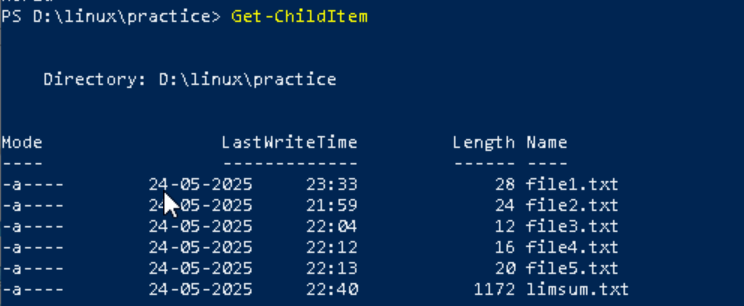 PS D:\linux\practice> Get-ChildItem
Directory: D:\linux\practice
Mode LastWriteTime Length Name
---- ------------- ------ ----
-a---- 24-05-2025 23:33 28 file1.txt
-a---- 24-05-2025 21:59 24 file2.txt
-a---- 24-05-2025 22:04 12 file3.txt
-a---- 24-05-2025 22:12 16 file4.txt
-a---- 24-05-2025 22:13 20 file5.txt
-a---- 24-05-2025 22:40 1172 limsum.txt